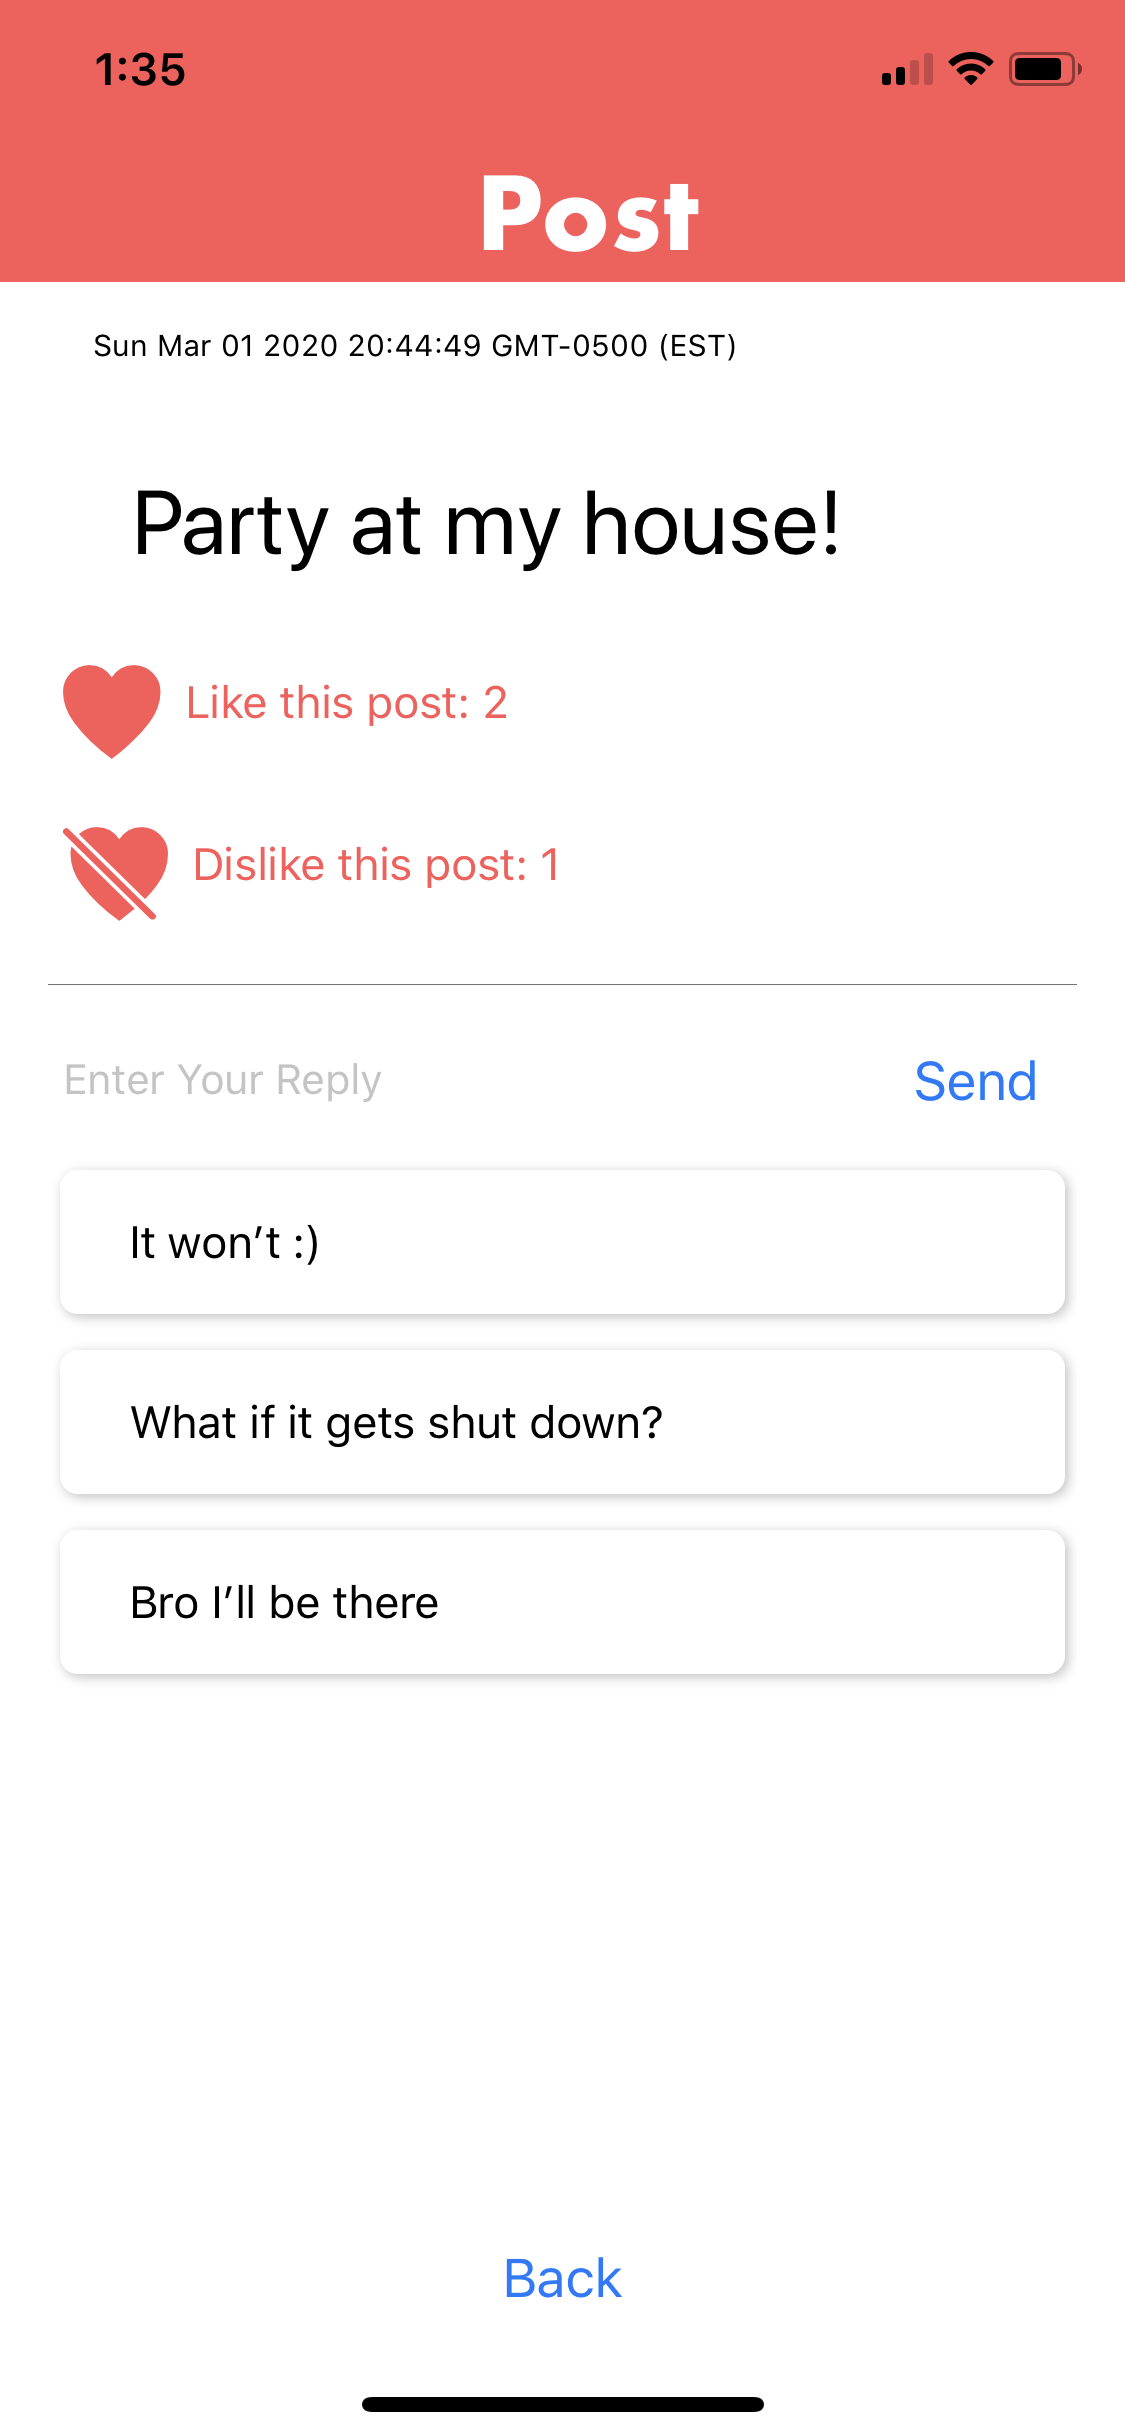 1:35
Post
Sun Mar 01 2020 20:44:49 GMT-0500 (EST)
Party at my house!
Like this post: 2
Dislike this post: 1
Enter Your Reply
Send
It won’t :)
What if it gets shut down?
Bro I’ll be there
Back